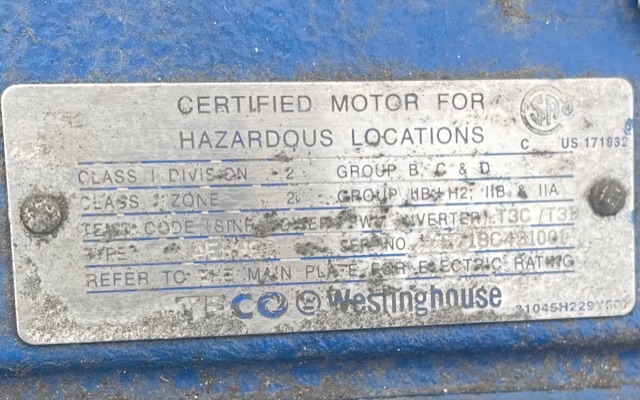 CERTIFIED MOTOR FOR
HAZARDOUS LOCATIONS
C US 171832
CLASS I DIVISION 2 GROUP B, C & D
CLASS I ZONE 2 GROUP IIB+H2, IIB & IIA
TEMP. CODE (SINE POWER / PWM INVERTER) T3C / T3B
TYPE SER NO.
REFER TO THE MAIN PLATE FOR ELECTRIC RATING
TECO Westinghouse